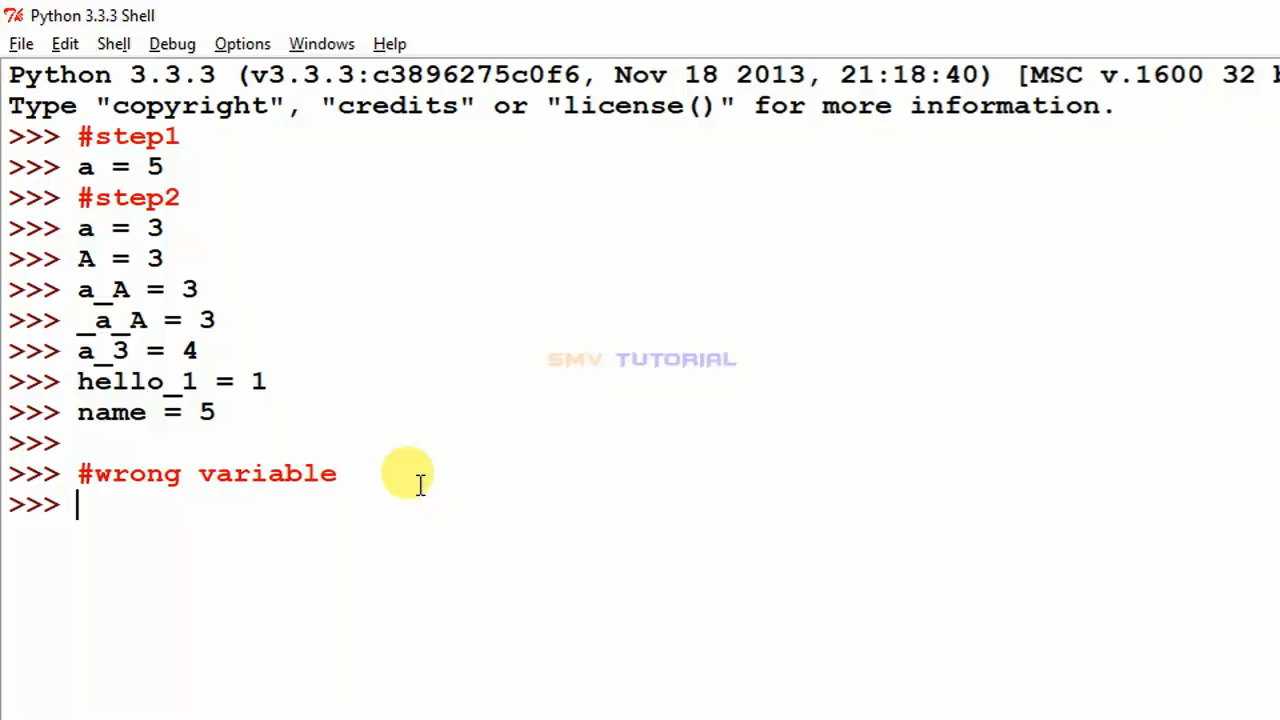 Python 3.3.3 Shell
File Edit Shell Debug Options Windows Help
Python 3.3.3 (v3.3.3:c3896275c0f6, Nov 18 2013, 21:18:40) [MSC v.1600 32
Type "copyright", "credits" or "license()" for more information.
>>> #step1
>>> a = 5
>>> #step2
>>> a = 3
>>> A = 3
>>> a_A = 3
>>> _a_A = 3
>>> a_3 = 4
SMV TUTORIAL
>>> hello_1 = 1
>>> name = 5
>>>
>>> #wrong variable
>>>